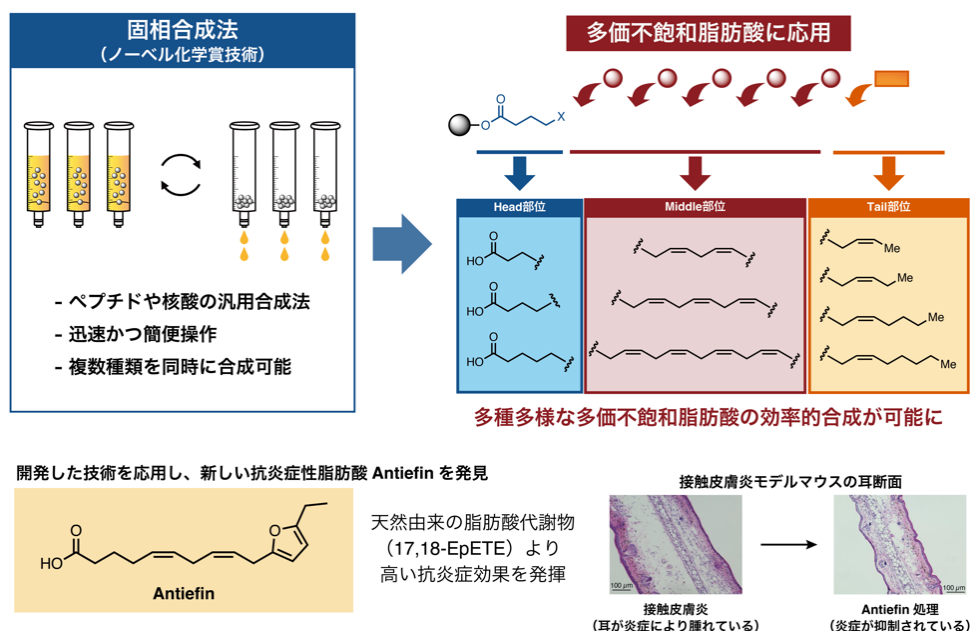 固相合成法
（ノーベル化学賞技術）
- ペプチドや核酸の汎用合成法
- 迅速かつ簡便操作
- 複数種類を同時に合成可能
多価不飽和脂肪酸に応用
O
O
X
Head部位
Middle部位
Tail部位
O
HO
O
HO
O
HO
Me
Me
Me
Me
多種多様な多価不飽和脂肪酸の効率的合成が可能に
開発した技術を応用し、新しい抗炎症性脂肪酸 Antiefin を発見
O
HO
O
Antiefin
天然由来の脂肪酸代謝物
（17,18-EpETE）より
高い抗炎症効果を発揮
接触皮膚炎モデルマウスの耳断面
100 μm
100 μm
接触皮膚炎
（耳が炎症により腫れている）
Antiefin 処理
（炎症が抑制されている）